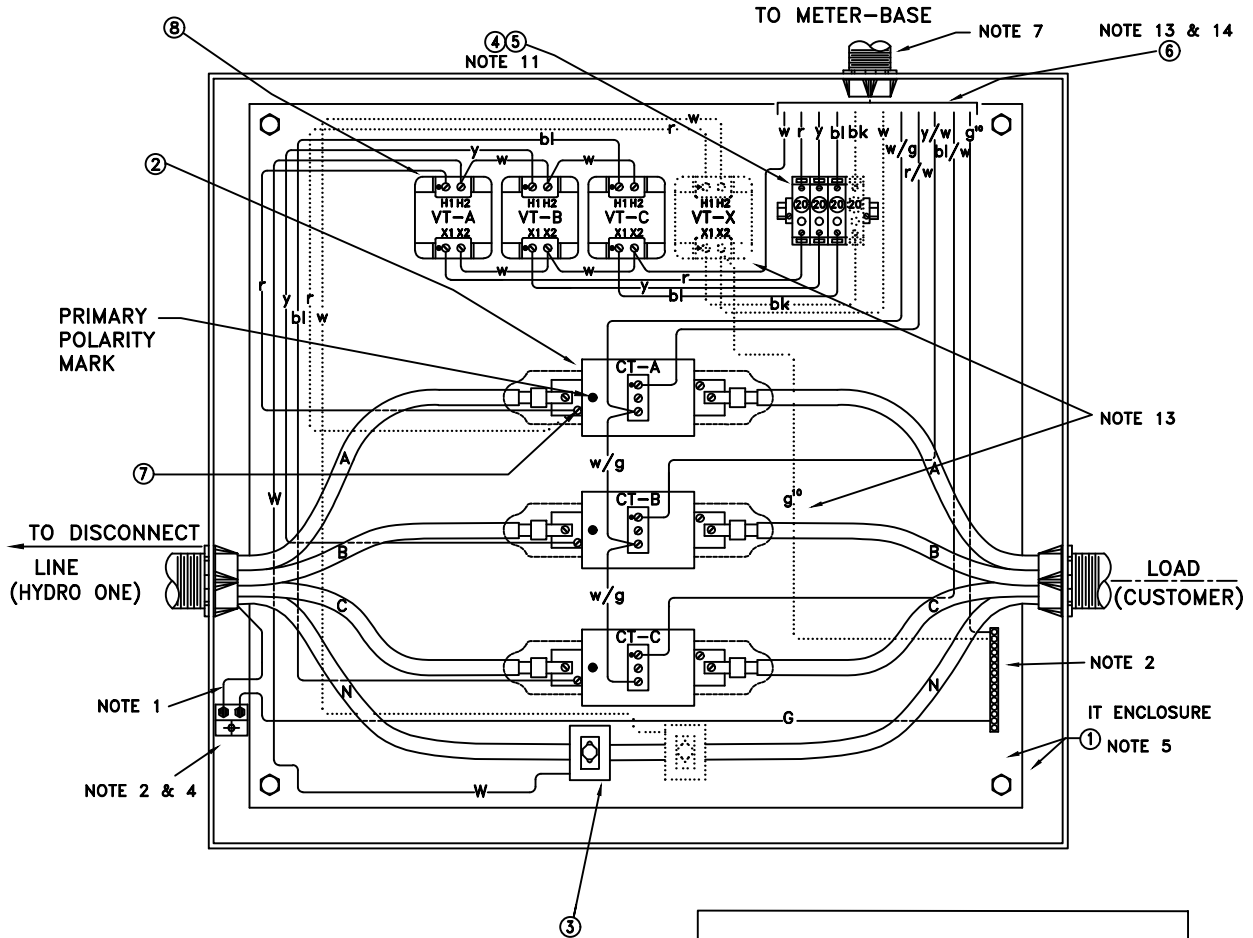 TO METER-BASE
NOTE 7
NOTE 13 & 14
⑥
⑧
④⑤
NOTE 11
②
w r y bl bk w w/g r/w y/w bl/w g¹⁰
w
r
bl
y w w
H1 H2 H1 H2 H1 H2 H1 H2
VT-A VT-B VT-C VT-X
X1 X2 X1 X2 X1 X2 X1 X2
20 20 20 20
w w
r
y
bl
bk
r y bl r w
PRIMARY
POLARITY
MARK
CT-A
NOTE 13
⑦
A
w/g
A
W
CT-B
g¹⁰
TO DISCONNECT
LINE
(HYDRO ONE)
B
B
LOAD
(CUSTOMER)
C
w/g
C
CT-C
NOTE 1
N
N
NOTE 2
G
IT ENCLOSURE
① NOTE 5
NOTE 2 & 4
W
③